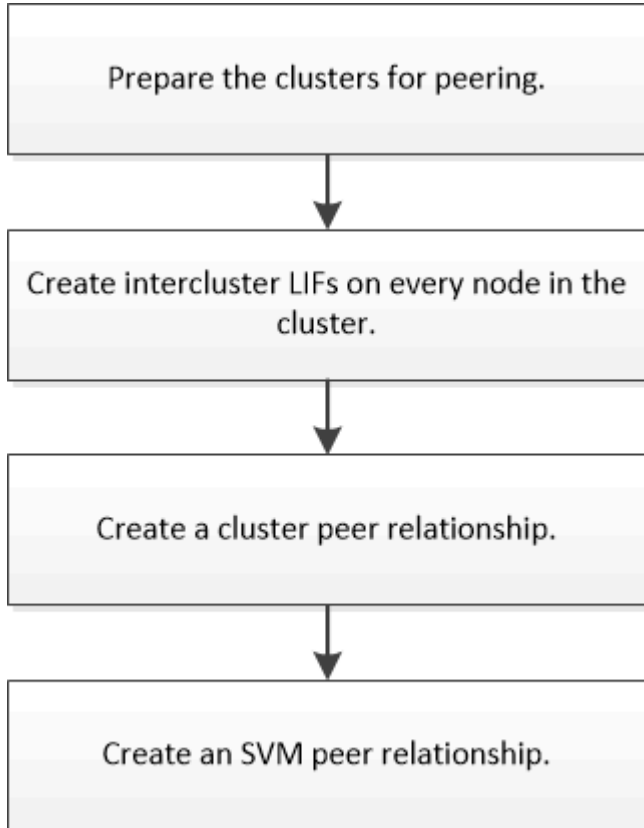 Prepare the clusters for peering.
Create intercluster LIFs on every node in the
cluster.
Create a cluster peer relationship.
Create an SVM peer relationship.